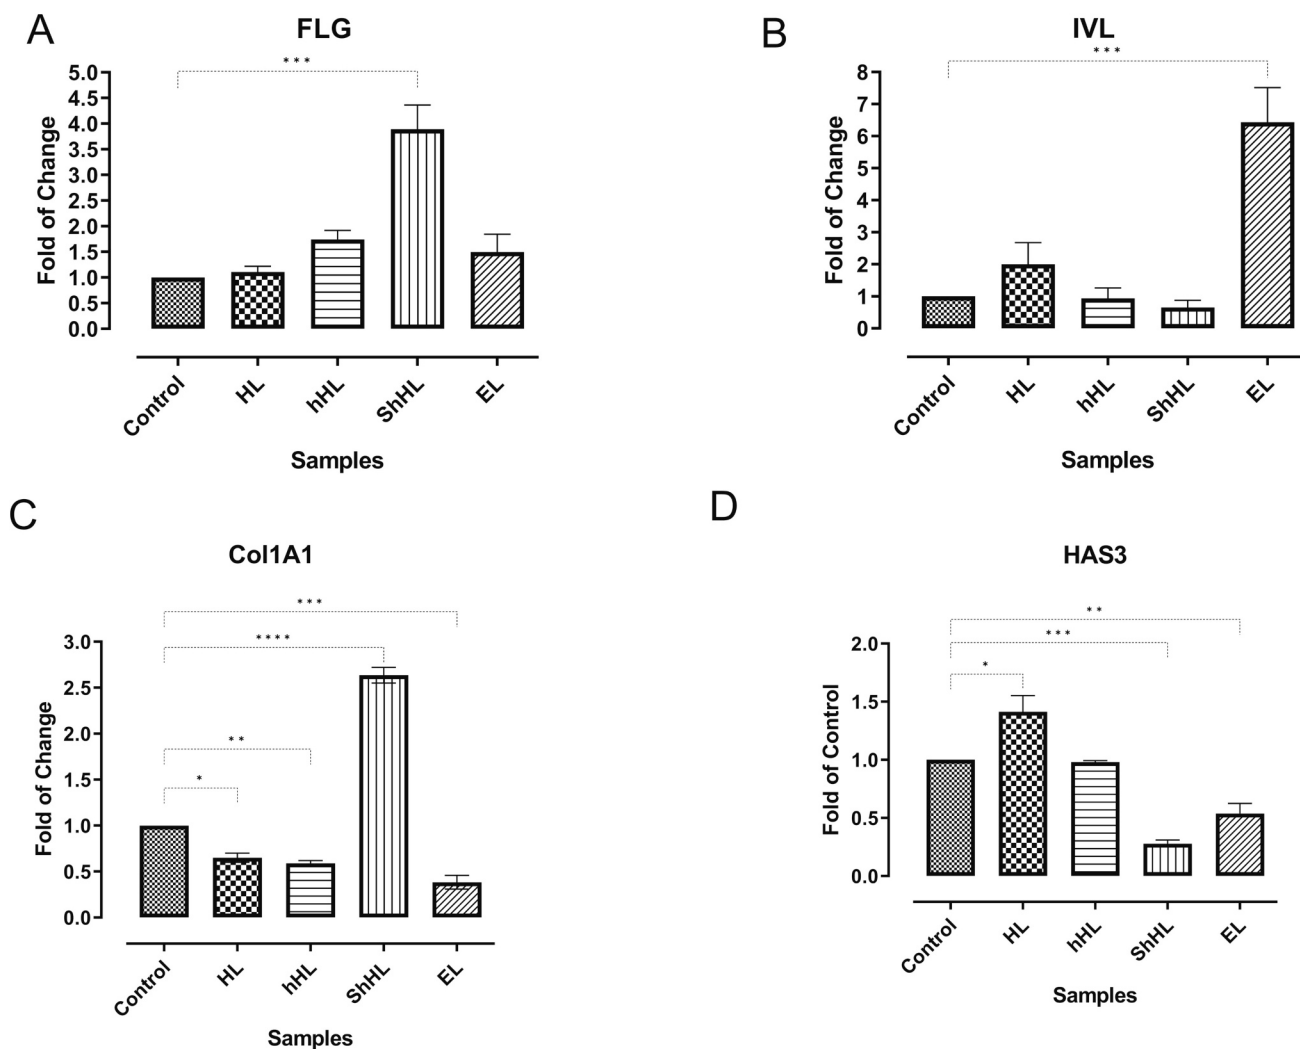 A
FLG
***
Fold of Change
5.0
4.5
4.0
3.5
3.0
2.5
2.0
1.5
1.0
0.5
0.0
Control
HL
hHL
ShHL
EL
Samples
B
IVL
***
Fold of Change
8
7
6
5
4
3
2
1
0
Control
HL
hHL
ShHL
EL
Samples
C
Col1A1
***
****
**
*
Fold of Change
3.0
2.5
2.0
1.5
1.0
0.5
0.0
Control
HL
hHL
ShHL
EL
Samples
D
HAS3
**
***
*
Fold of Control
2.0
1.5
1.0
0.5
0.0
Control
HL
hHL
ShHL
EL
Samples